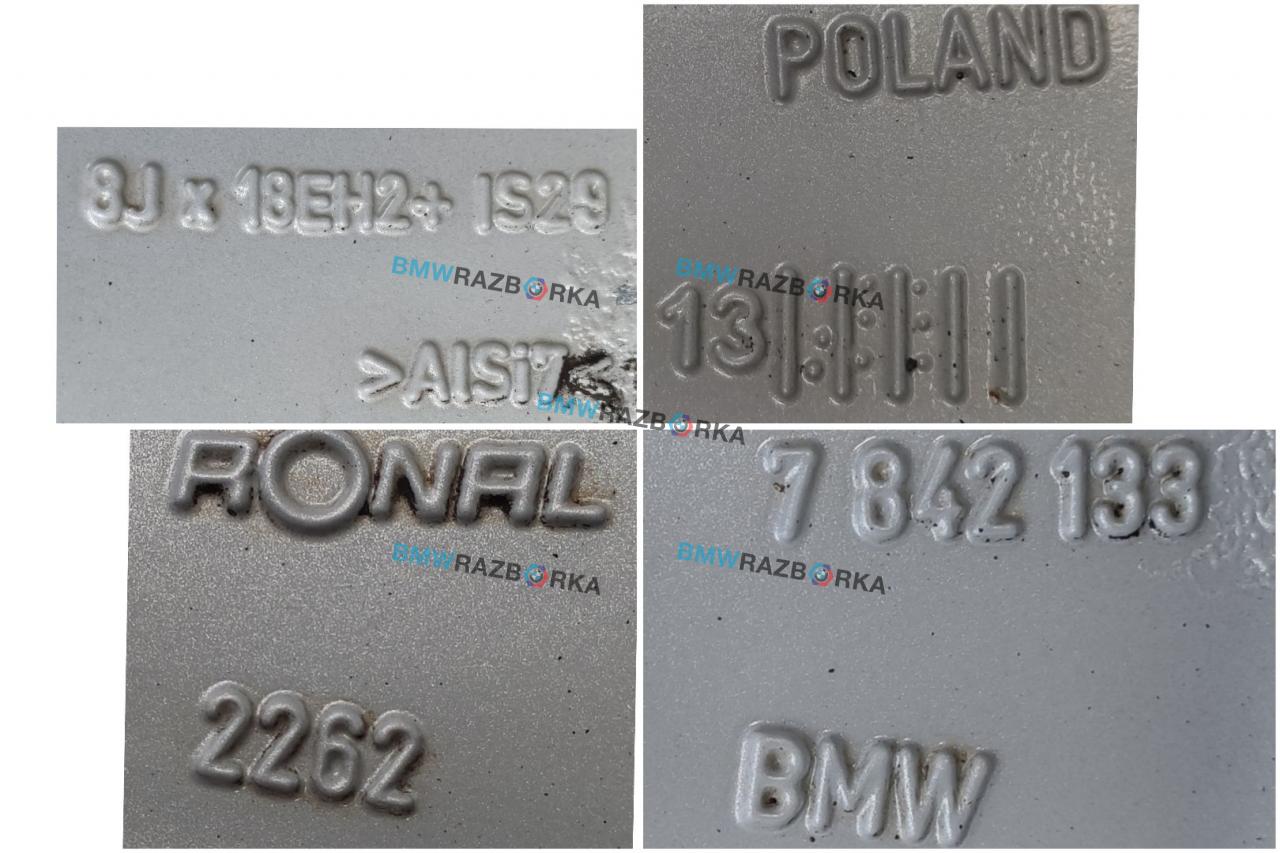 8J x 18EH2+ IS29
>AlSi7<
POLAND
13
RONAL
2262
7 842 133
BMW
BMWRAZBORKA
BMWRAZBORKA
BMWRAZBORKA
BMWRAZBORKA
BMWRAZBORKA